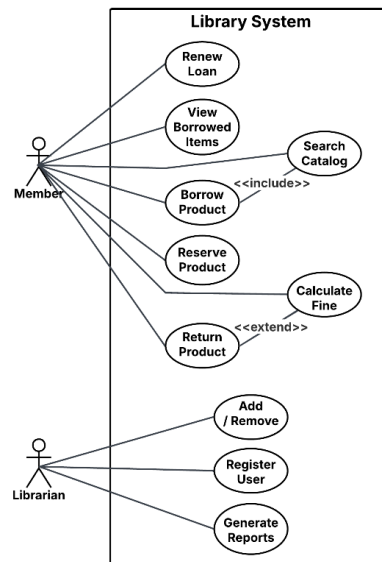 Library System
Renew
Loan
View
Borrowed
Items
Search
Catalog
Member
<<include>>
Borrow
Product
Reserve
Product
Calculate
Fine
<<extend>>
Return
Product
Add
/ Remove
Librarian
Register
User
Generate
Reports